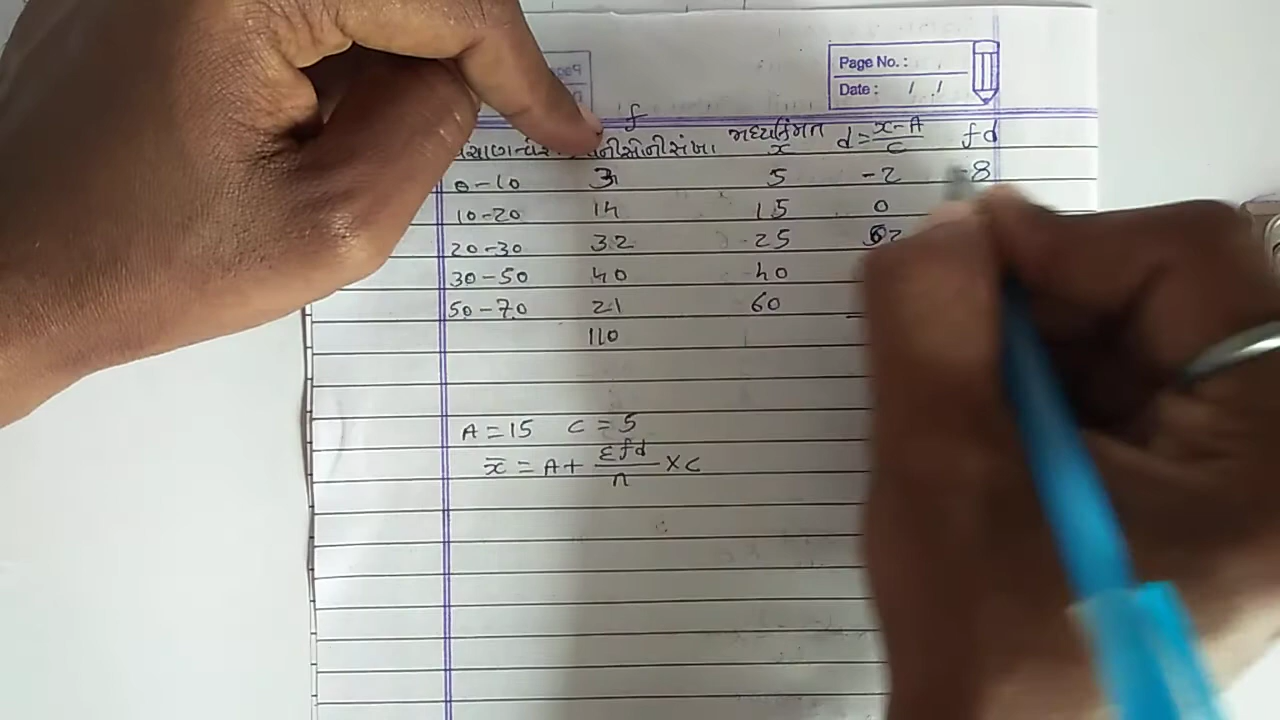 Page No. :
Date : / /
f
મધ્યકિંમત d = x-A/c fd
x
0-10 3 5 -2 -8
10-20 14 15 0
20-30 32 25 2
30-50 40 40
50-70 21 60
110
A = 15 C = 5
x̄ = A + Σfd/n × C